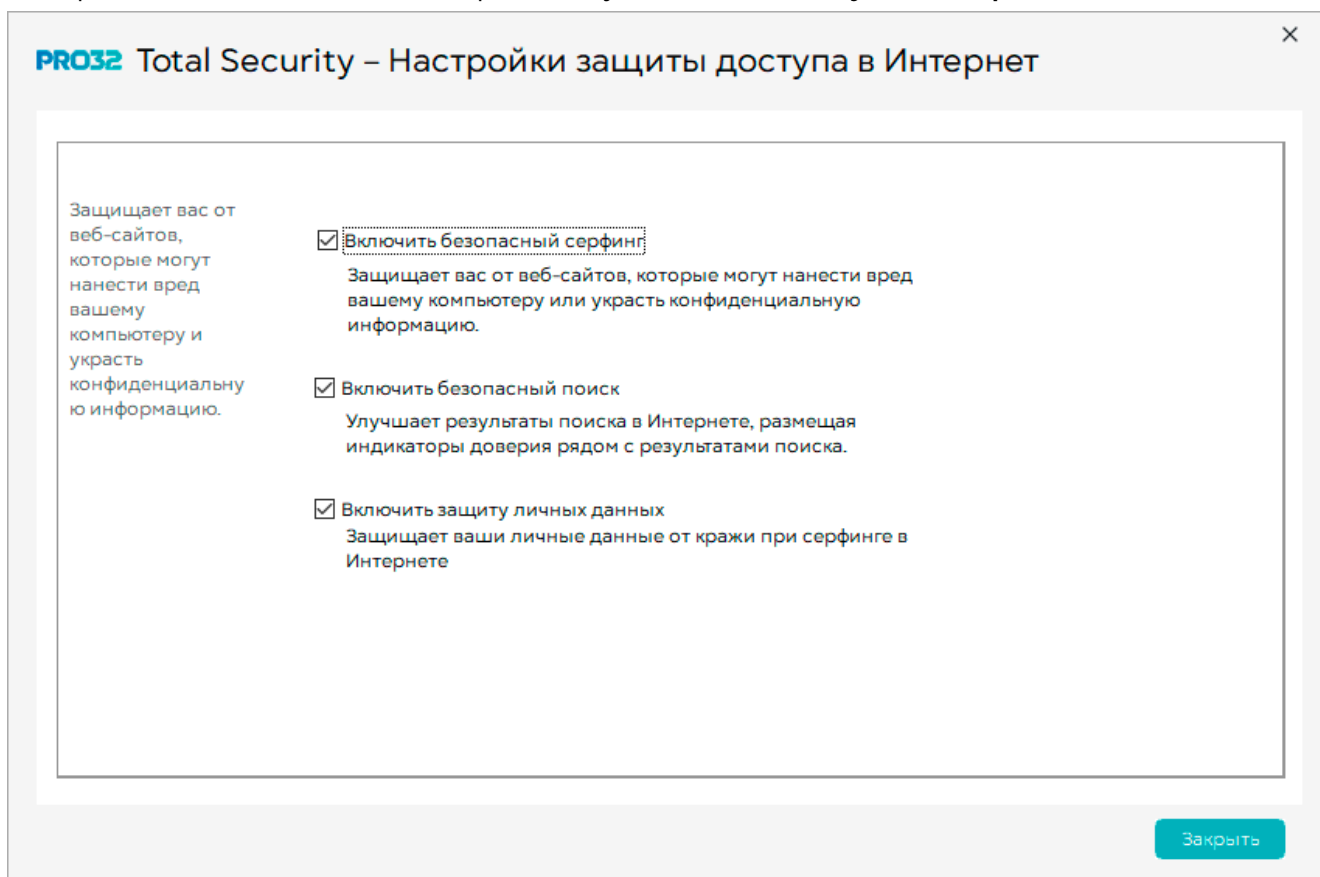 PRO32 Total Security – Настройки защиты доступа в Интернет
Защищает вас от
веб-сайтов,
которые могут
нанести вред
вашему
компьютеру и
украсть
конфиденциальну
ю информацию.
Включить безопасный серфинг
Защищает вас от веб-сайтов, которые могут нанести вред
вашему компьютеру или украсть конфиденциальную
информацию.
Включить безопасный поиск
Улучшает результаты поиска в Интернете, размещая
индикаторы доверия рядом с результатами поиска.
Включить защиту личных данных
Защищает ваши личные данные от кражи при серфинге в
Интернете
Закрыть